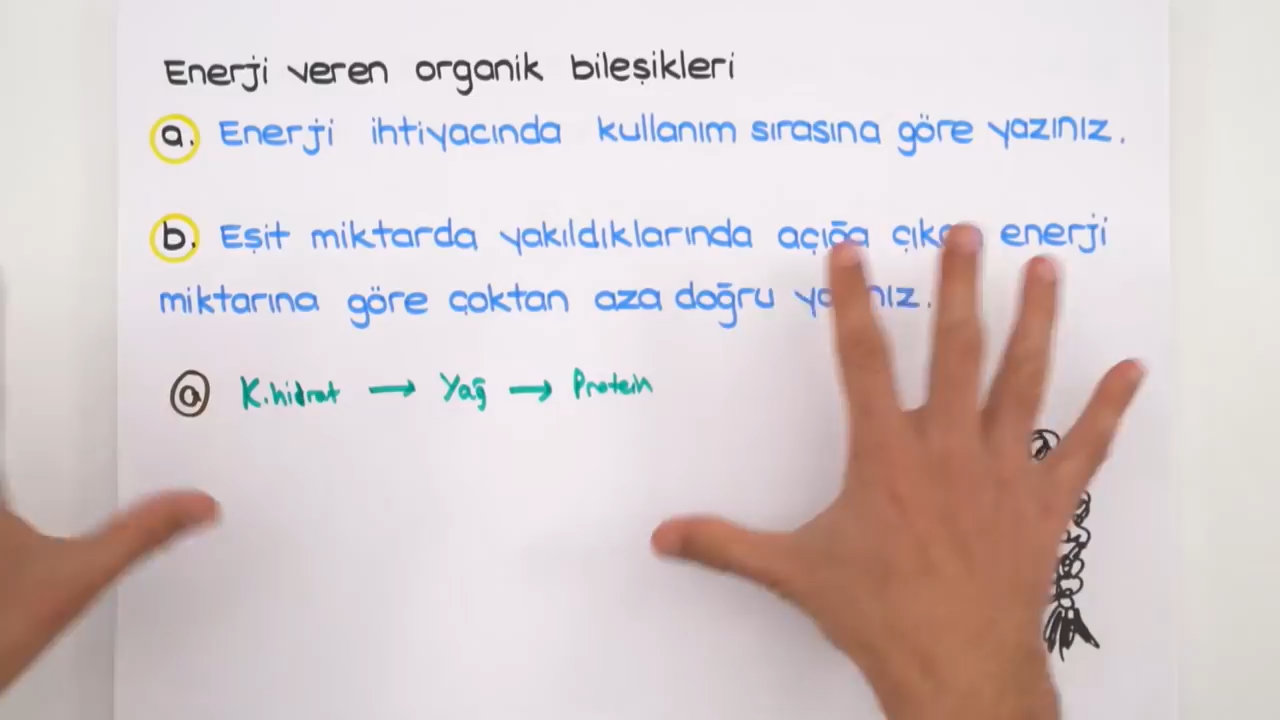 Enerji veren organik bileşikleri
a. Enerji ihtiyacında kullanım sırasına göre yazınız.
b. Eşit miktarda yakıldıklarında açığa enerji
miktarına göre çoktan aza doğru
a K.hidrat → Yağ → Protein